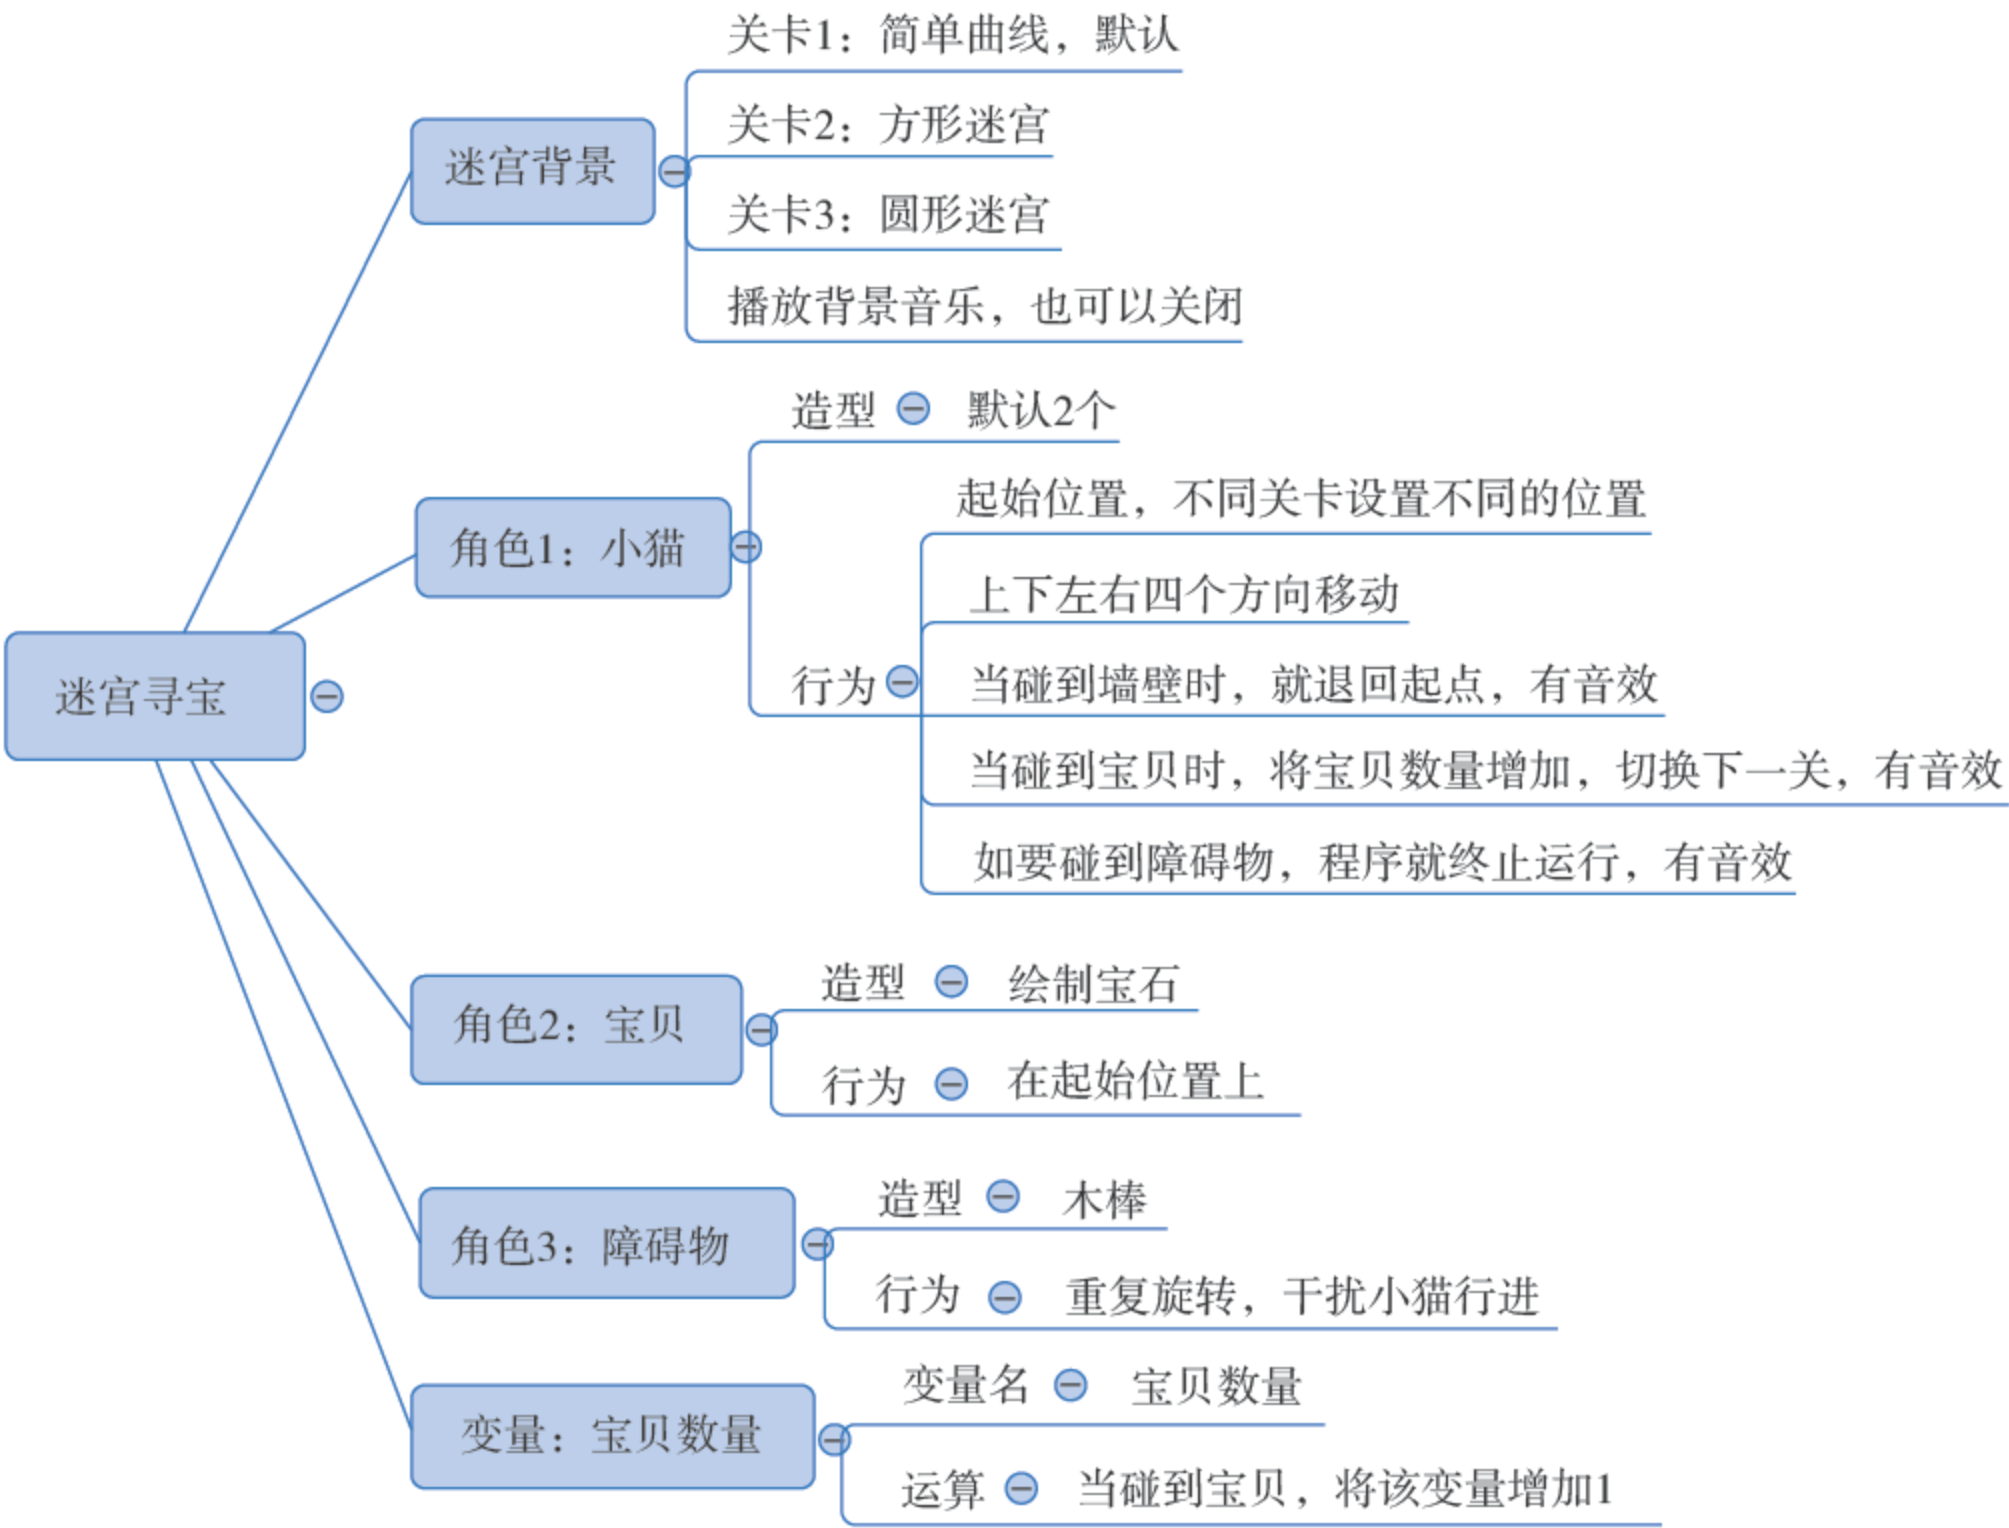 关卡1：简单曲线，默认
关卡2：方形迷宫
迷宫背景
关卡3：圆形迷宫
播放背景音乐，也可以关闭
造型 默认2个
起始位置，不同关卡设置不同的位置
角色1：小猫
上下左右四个方向移动
迷宫寻宝
行为 当碰到墙壁时，就退回起点，有音效
当碰到宝贝时，将宝贝数量增加，切换下一关，有音效
如要碰到障碍物，程序就终止运行，有音效
造型 绘制宝石
角色2：宝贝
行为 在起始位置上
造型 木棒
角色3：障碍物
行为 重复旋转，干扰小猫行进
变量名 宝贝数量
变量：宝贝数量
运算 当碰到宝贝，将该变量增加1